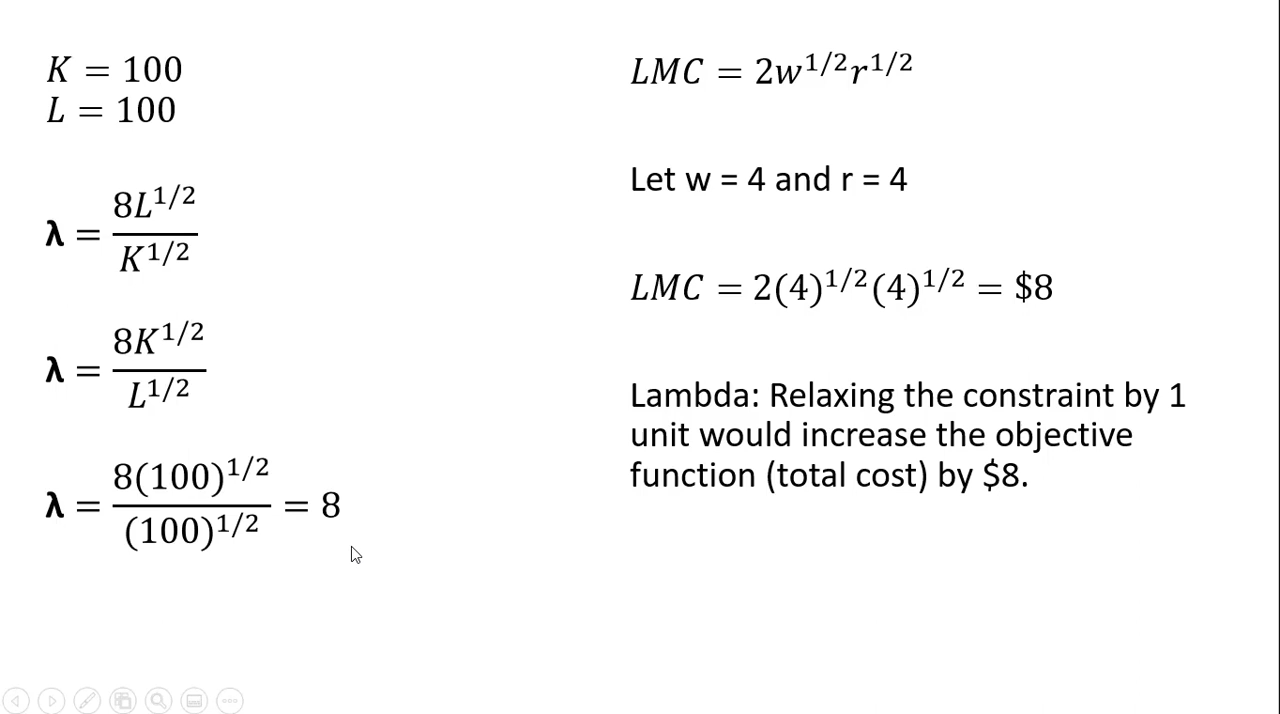 K = 100
L = 100
λ = 8L^{1/2} / K^{1/2}
λ = 8K^{1/2} / L^{1/2}
λ = 8(100)^{1/2} / (100)^{1/2} = 8
LMC = 2w^{1/2}r^{1/2}
Let w = 4 and r = 4
LMC = 2(4)^{1/2}(4)^{1/2} = $8
Lambda: Relaxing the constraint by 1
unit would increase the objective
function (total cost) by $8.